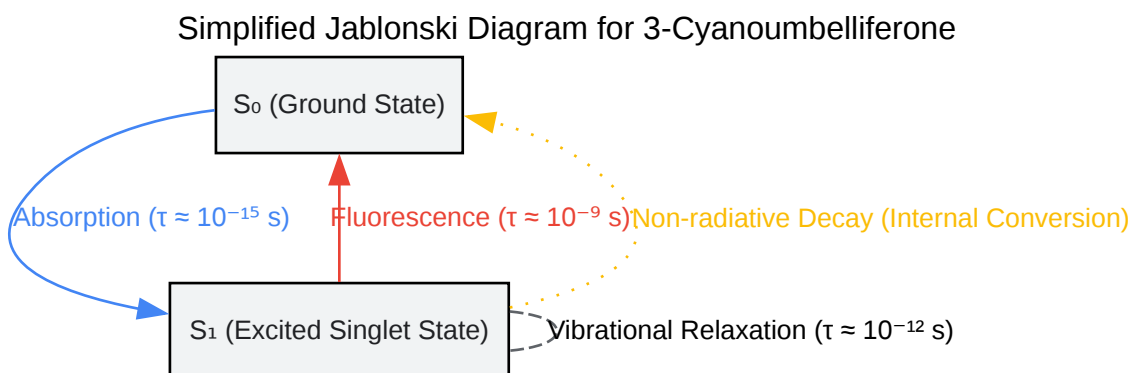 Simplified Jablonski Diagram for 3-Cyanoumbelliferone
S₀ (Ground State)
Absorption (τ ≈ 10⁻¹⁵ s)
Fluorescence (τ ≈ 10⁻⁹ s)
Non-radiative Decay (Internal Conversion)
S₁ (Excited Singlet State)
Vibrational Relaxation (τ ≈ 10⁻¹² s)